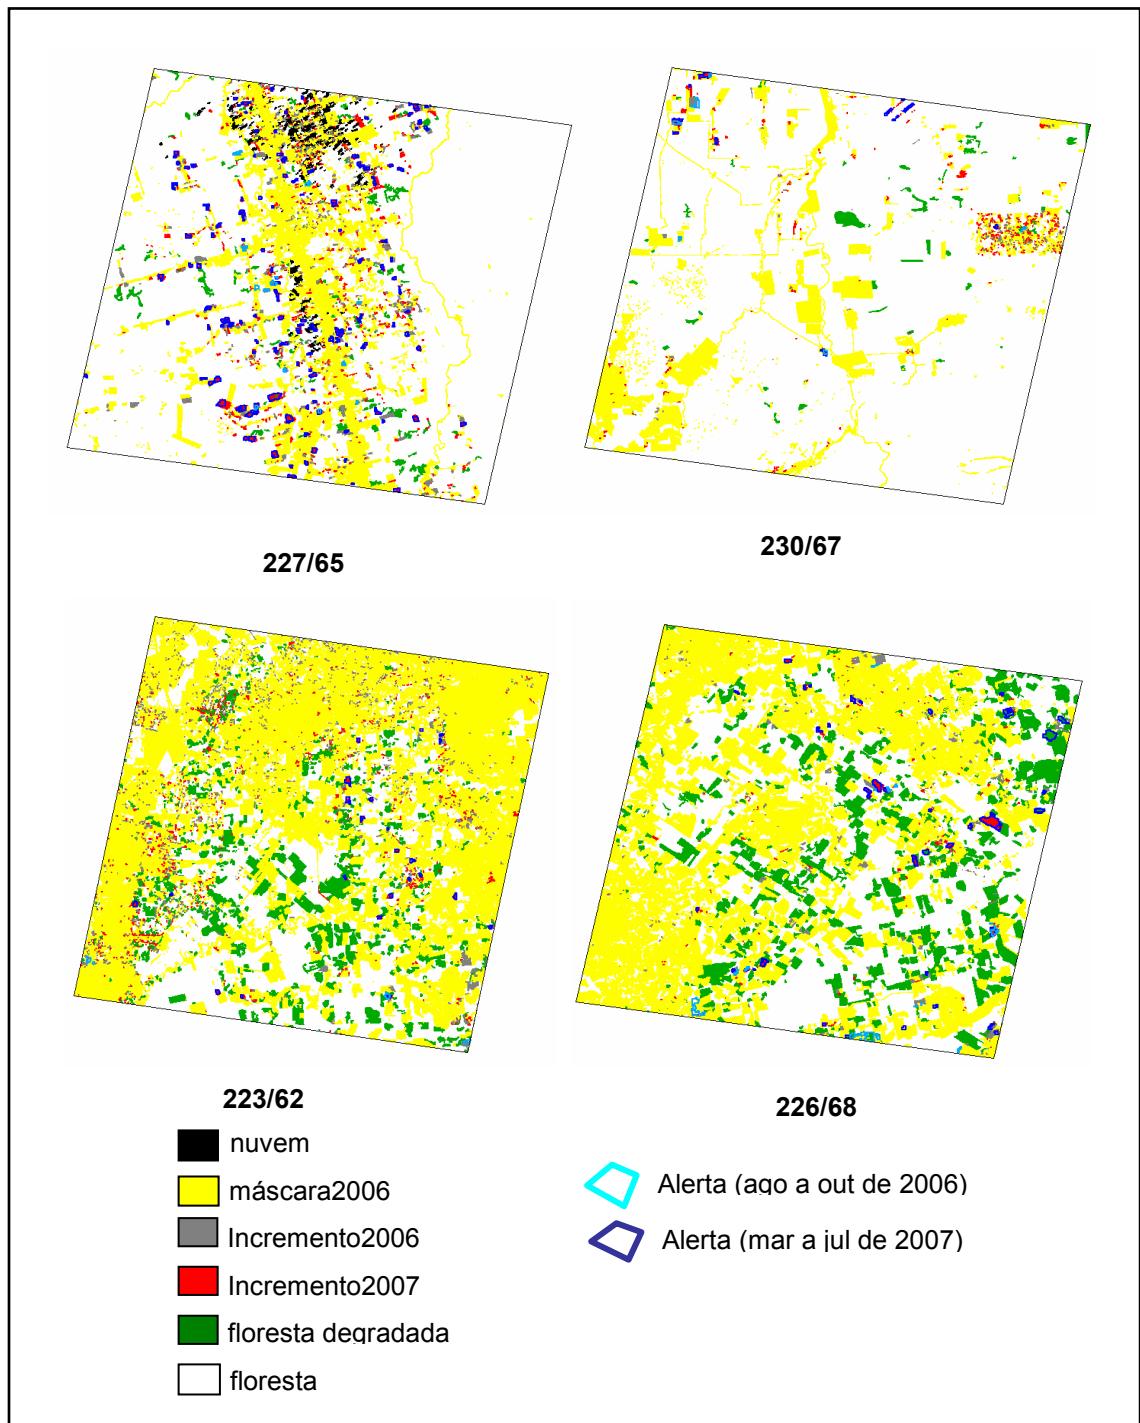 227/65
230/67
223/62
226/68
nuvem
máscara2006
Incremento2006
Incremento2007
floresta degradada
floresta
Alerta (ago a out de 2006)
Alerta (mar a jul de 2007)